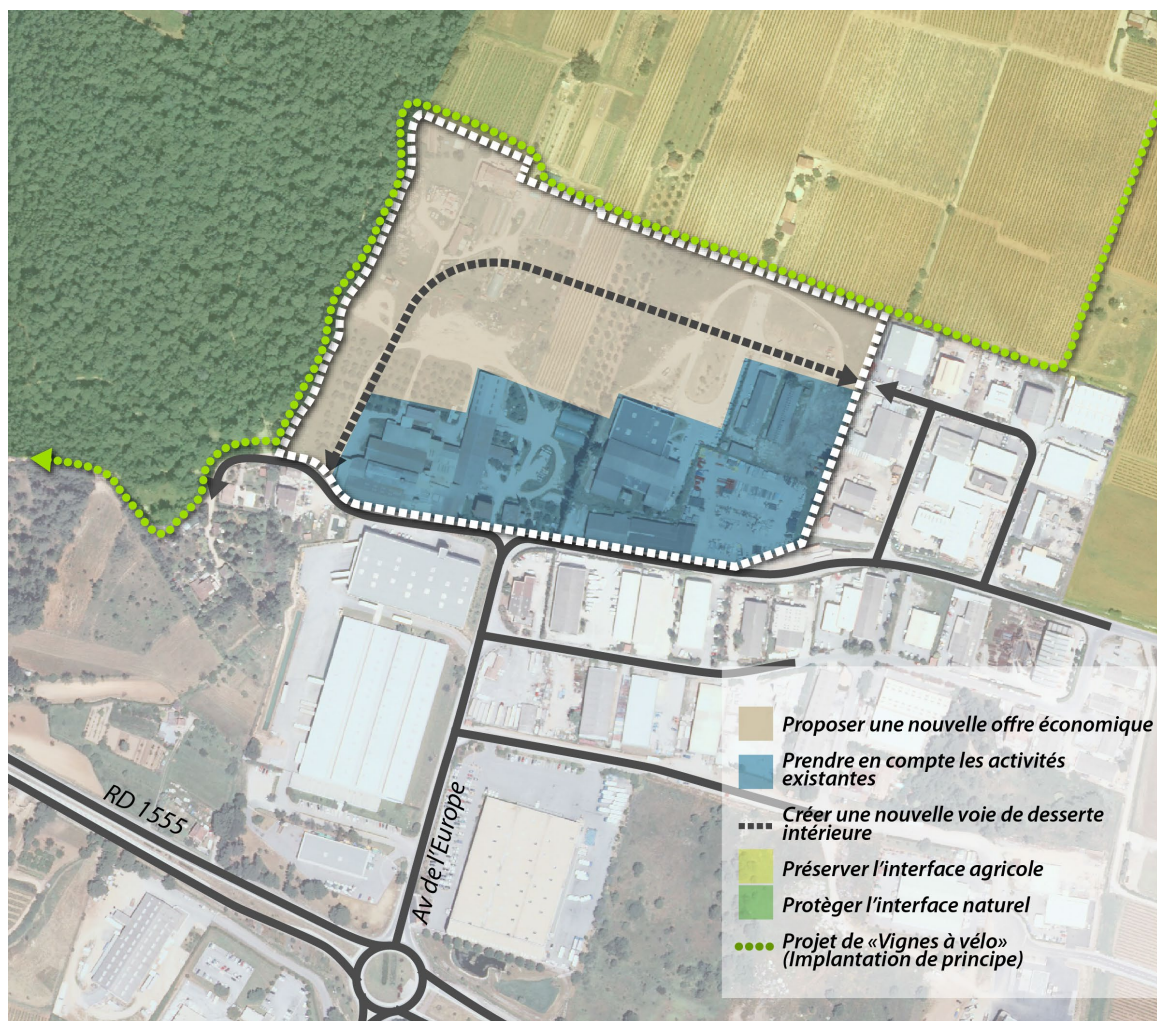 RD 1555
Av de l'Europe
Proposer une nouvelle offre économique
Prendre en compte les activités
existantes
Créer une nouvelle voie de desserte
intérieure
Préserver l'interface agricole
Protèger l'interface naturel
Projet de «Vignes à vélo»
(Implantation de principe)